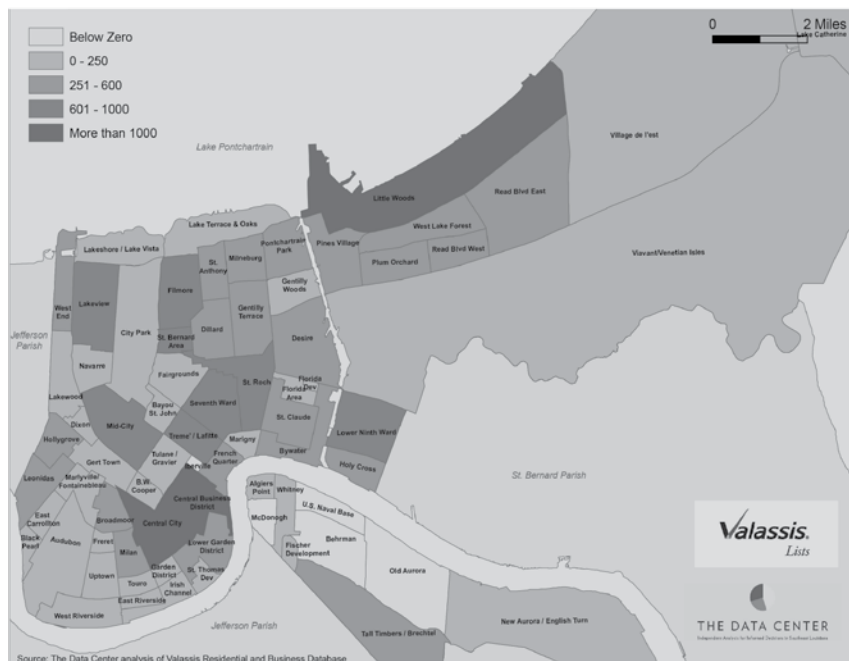 Below Zero
0 - 250
251 - 600
601 - 1000
More than 1000
0 2 Miles
Lake Catherine
Lake Pontchartrain
Village de l'est
Little Woods
Read Blvd East
Lake Terrace & Oaks
West Lake Forest
Lakeshore / Lake Vista
Pontchartrain
Park
Pines Village
Read Blvd West
Viavant/Venetian Isles
St.
Anthony
Milneburg
Plum Orchard
Filmore
Gentilly
Woods
Lakeview
West
End
Gentilly
Terrace
City Park
Dillard
Jefferson
Parish
St. Bernard
Area
Desire
Navarre
Fairgrounds
St. Roch
Florida
Dev
Florida
Area
Lakewood
Bayou
St. John
Seventh Ward
St. Claude
Dixon
Mid-City
Lower Ninth Ward
Hollygrove
Treme' / Lafitte
Marigny
Tulane /
Gravier
French
Quarter
Bywater
Gert Town
Iberville
Holy Cross
St. Bernard Parish
Leonidas
Marlyville/
Fontainebleau
B.W.
Cooper
Algiers
Point
Whitney
Central Business
District
U.S. Naval Base
East
Carrollton
Broadmoor
Central City
McDonogh
Black
Pearl
Audubon
Freret
Lower Garden
District
Behrman
Milan
Fischer
Development
Garden
District
St. Thomas
Dev
Old Aurora
Uptown
Touro
Irish
Channel
East Riverside
West Riverside
New Aurora / English Turn
Jefferson Parish
Tall Timbers / Brechtel
Valassis
Lists
THE DATA CENTER
Source: The Data Center analysis of Valassis Residential and Business Database